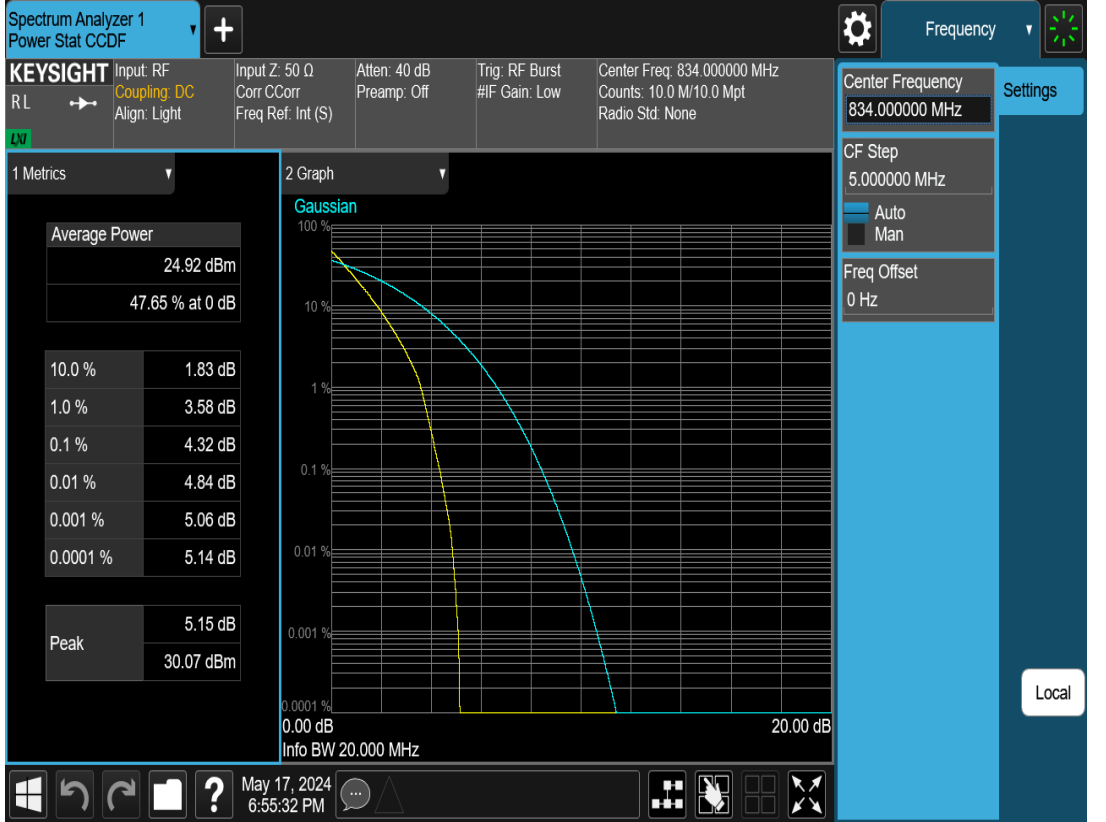 Spectrum Analyzer 1
Power Stat CCDF
+
Frequency
KEYSIGHT
RL
LXI
Input: RF
Coupling: DC
Align: Light
Input Z: 50 Ω
Corr CCorr
Freq Ref: Int (S)
Atten: 40 dB
Preamp: Off
Trig: RF Burst
#IF Gain: Low
Center Freq: 834.000000 MHz
Counts: 10.0 M/10.0 Mpt
Radio Std: None
Center Frequency
834.000000 MHz
Settings
CF Step
5.000000 MHz
Auto
Man
Freq Offset
0 Hz
1 Metrics
Average Power
24.92 dBm
47.65 % at 0 dB
10.0 % 1.83 dB
1.0 % 3.58 dB
0.1 % 4.32 dB
0.01 % 4.84 dB
0.001 % 5.06 dB
0.0001 % 5.14 dB
Peak
5.15 dB
30.07 dBm
2 Graph
Gaussian
100 %
10 %
1 %
0.1 %
0.01 %
0.001 %
0.0001 %
0.00 dB 20.00 dB
Info BW 20.000 MHz
Local
?
May 17, 2024
6:55:32 PM